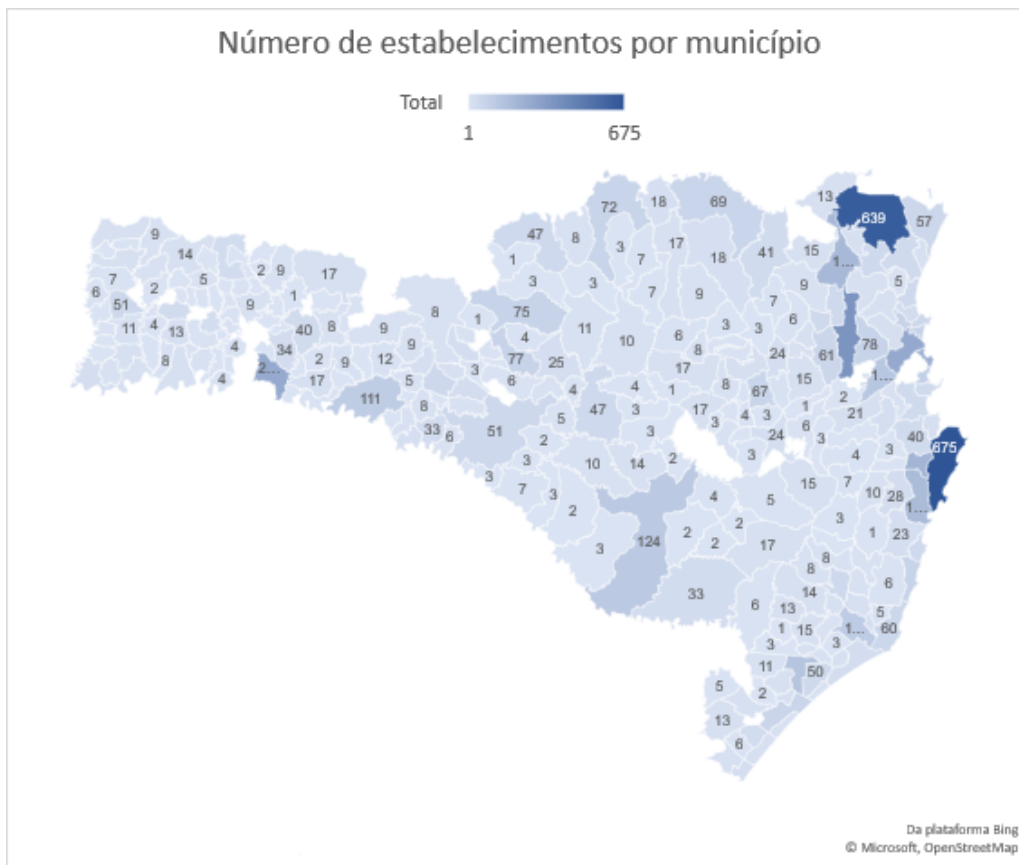 Número de estabelecimentos por município
Total
1 675
13
72 18 69
639 57
9 47 8
14 3 17 41 15
2 9 17 1 7 18 1...
7 5 3 3 9 5
6 2 1 7 9
51 9 8 1 75 7
11 4 13 40 8 9 11 3 3 6
34 9 4 10 6 61 78
8 4 2 9 12 77 25 8 24
2... 3 17 1...
4 17 5 6 4 4 1 8 67 15 2
111 8 5 47 3 17 4 3 1 21
33 6 51 3 3 24 6 3 40
2 3 675
3 10 14 2 3 4 3
3 7 3 4 5 15 7 10 28
2 2 3 1...
3 124 2 2 17 1 23
8 8
33 14 6
6 13 5
1 15 1... 60
3 3
11 50
5 2
13
6
Da plataforma Bing
© Microsoft, OpenStreetMap